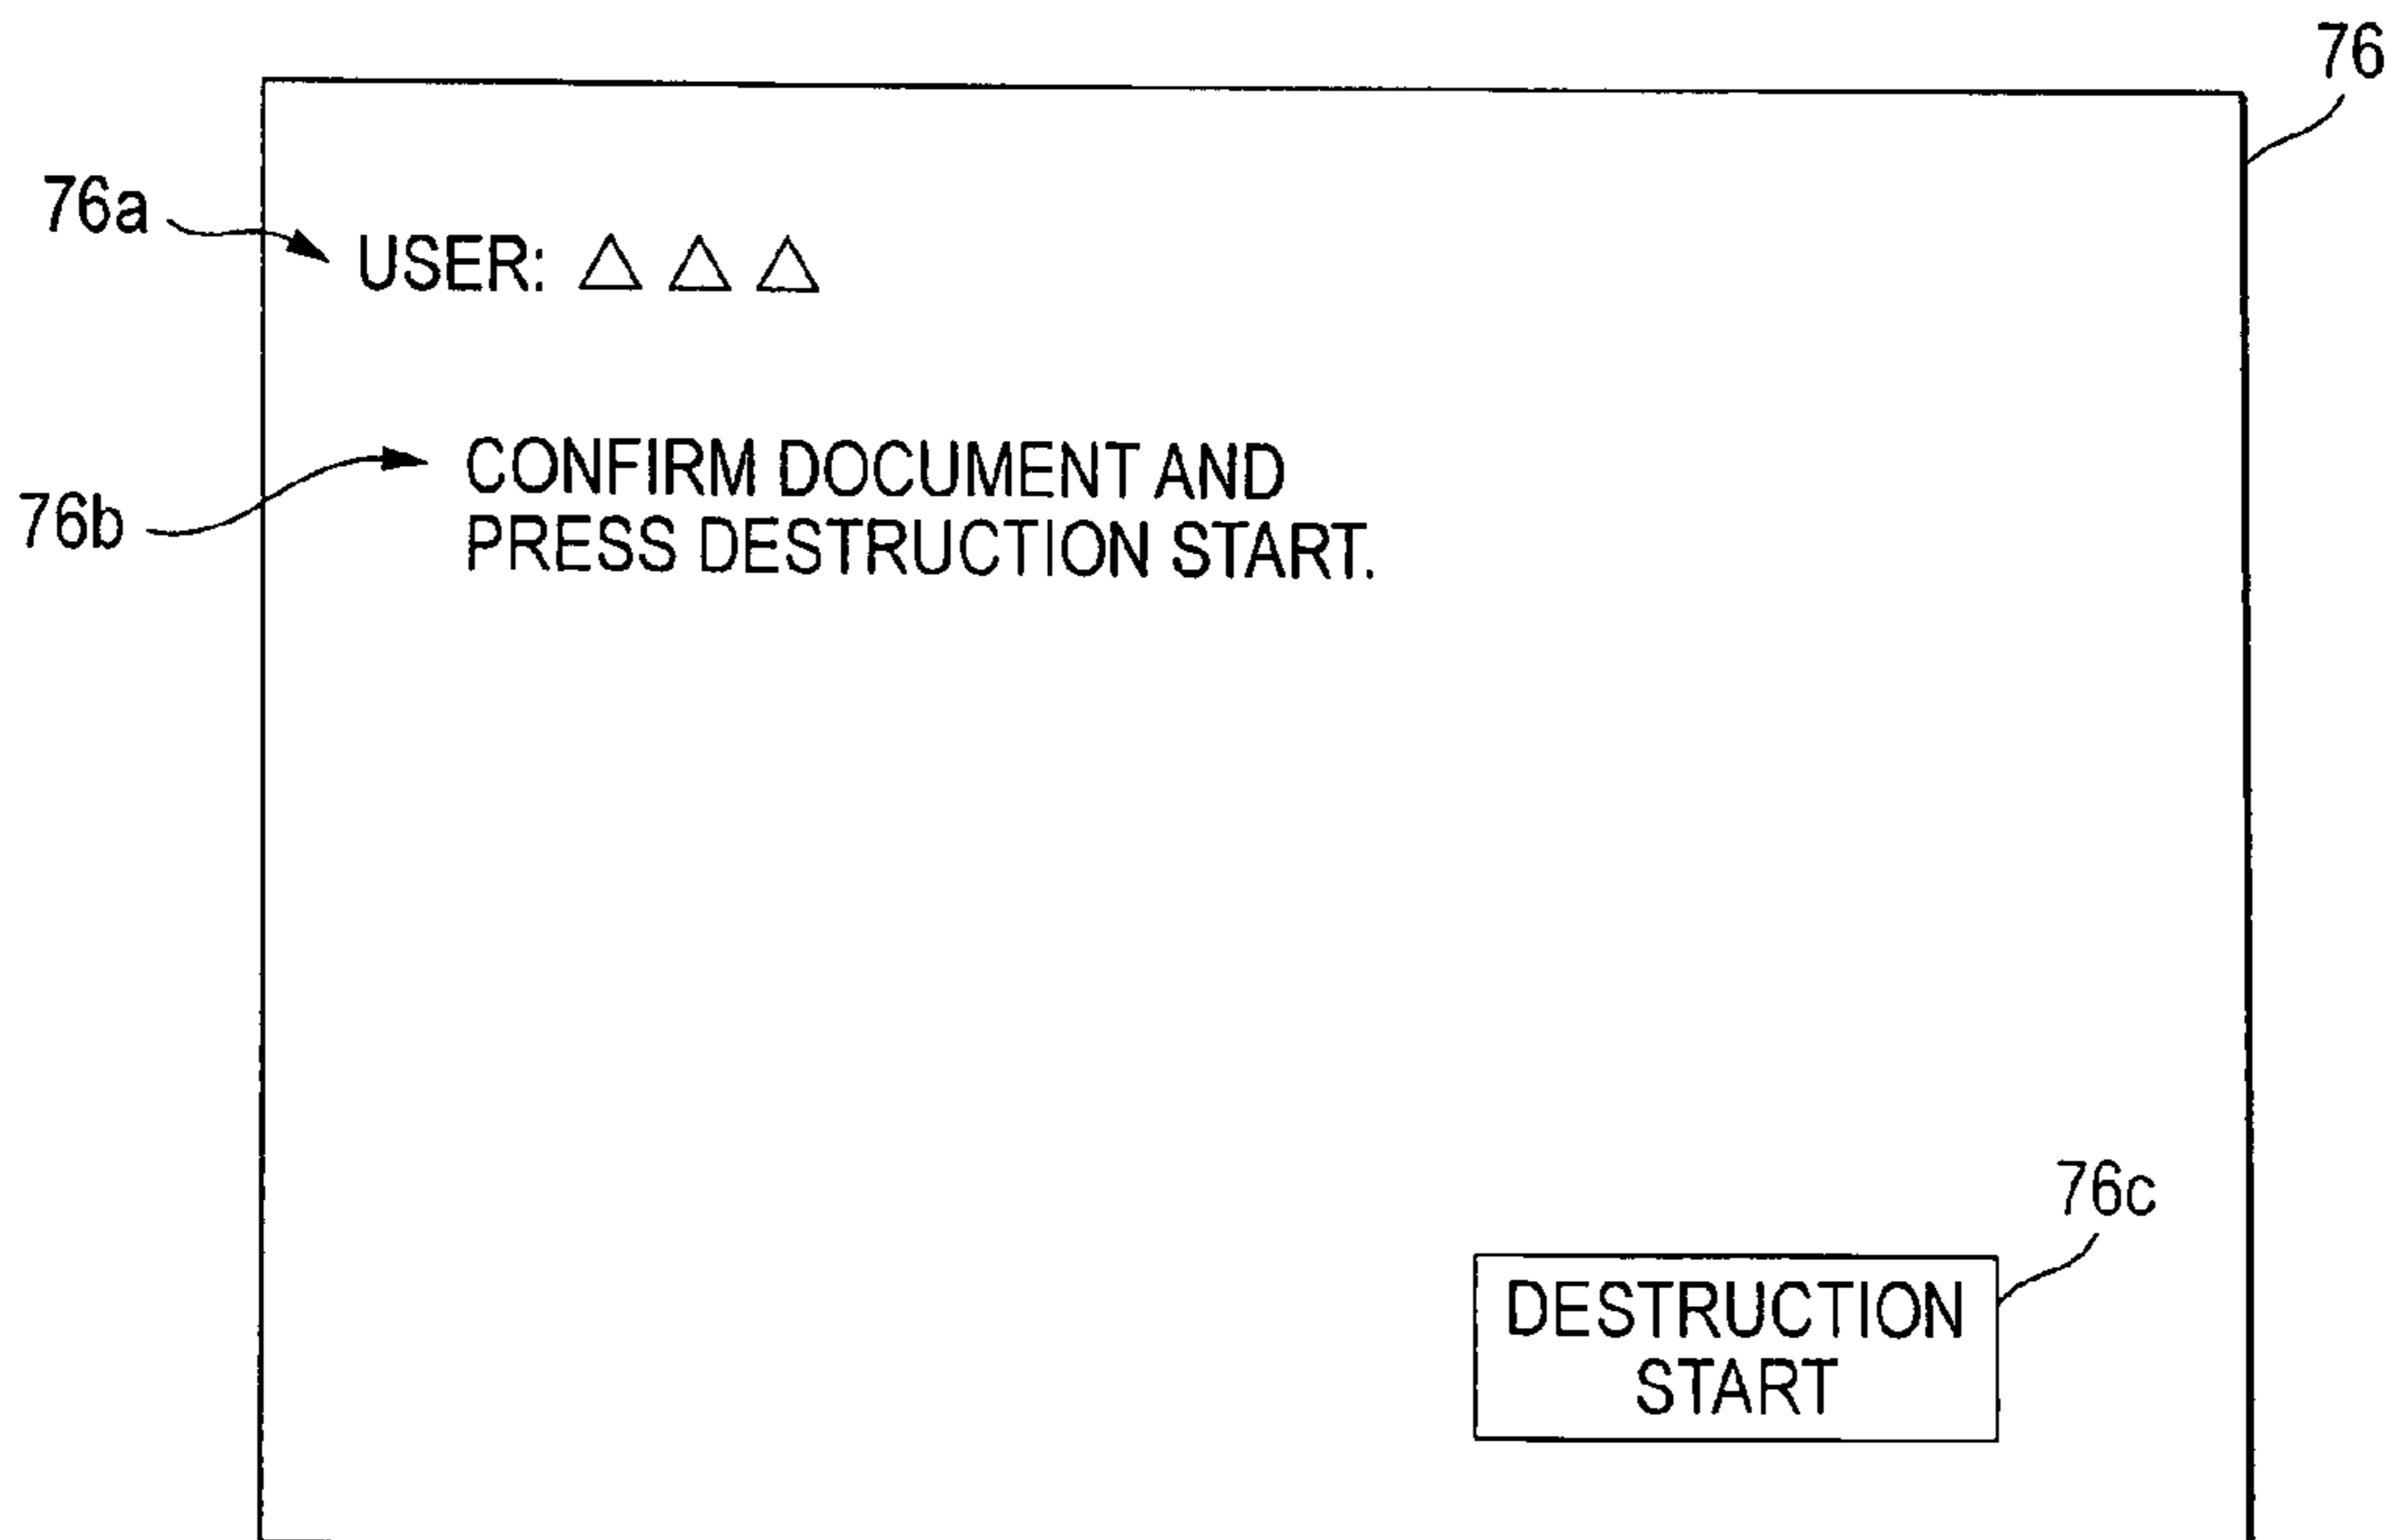 76
76a
USER: △ △ △
76b
CONFIRM DOCUMENT AND
PRESS DESTRUCTION START.
76c
DESTRUCTION
START